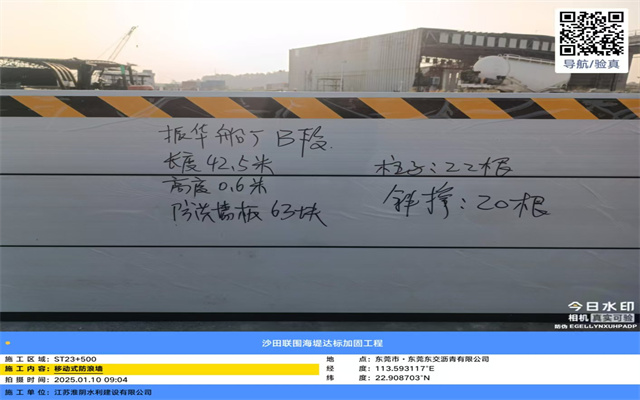 导航/验真
振华船厂B段
长度42.5米
高度0.6米
防洪墙板63块
柱子:22根
斜撑:20根
今日水印
相机 真实可验
防伪 EGELLYNXUHPADP
沙田联围海堤达标加固工程
施工区域:ST23+500
施工内容:移动式防浪墙
拍摄时间:2025.01.10 09:04
施工单位:江苏淮阴水利建设有限公司
地点:东莞市·东莞东交沥青有限公司
经度:113.593117°E
纬度:22.908703°N